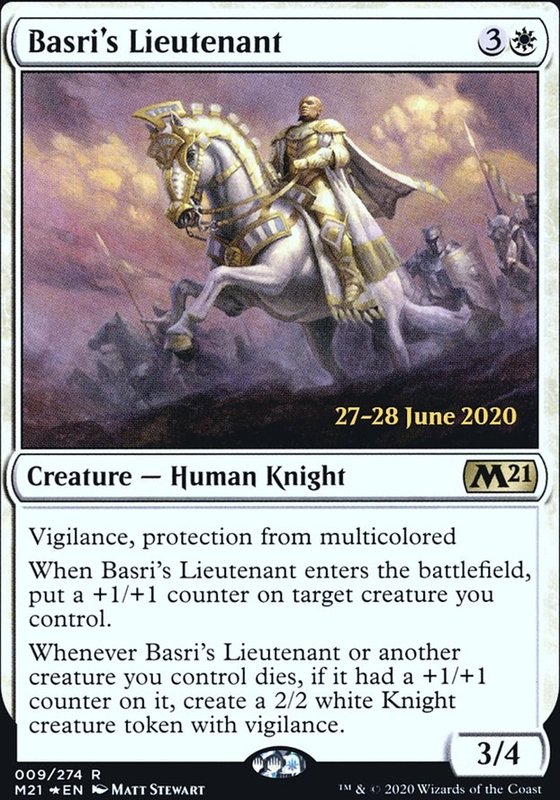 Basri's Lieutenant 3
27–28 June 2020
Creature — Human Knight M21
Vigilance, protection from multicolored
When Basri's Lieutenant enters the battlefield,
put a +1/+1 counter on target creature you
control.
Whenever Basri's Lieutenant or another
creature you control dies, if it had a +1/+1
counter on it, create a 2/2 white Knight
creature token with vigilance.
3/4
009/274 R
M21 ★ EN Matt Stewart ™ & © 2020 Wizards of the Coast